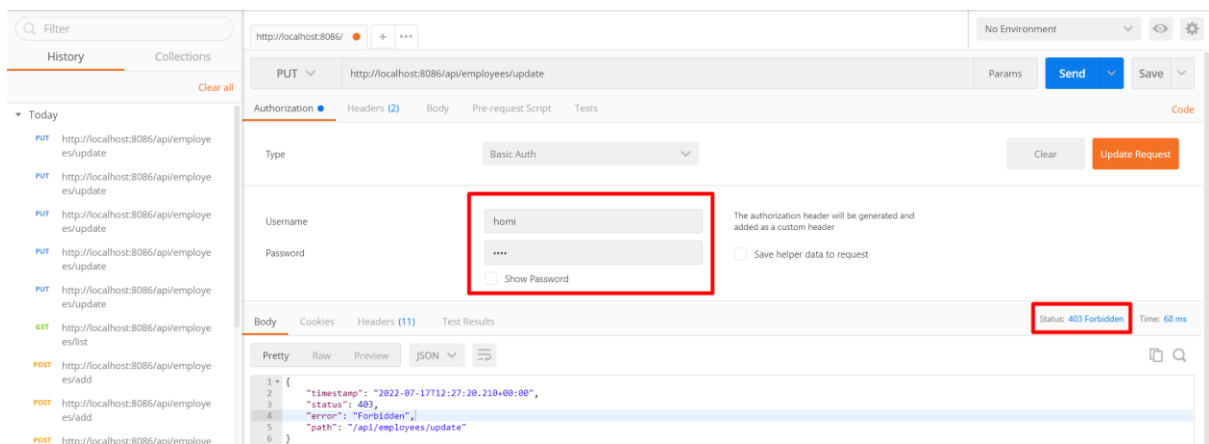 Filter
History Collections
Clear all
Today
PUT http://localhost:8086/api/employe
es/update
PUT http://localhost:8086/api/employe
es/update
PUT http://localhost:8086/api/employe
es/update
PUT http://localhost:8086/api/employe
es/update
PUT http://localhost:8086/api/employe
es/update
GET http://localhost:8086/api/employe
es/list
POST http://localhost:8086/api/employe
es/add
POST http://localhost:8086/api/employe
es/add
POST http://localhost:8086/api/employe
http://localhost:8086/ + •••
No Environment
PUT http://localhost:8086/api/employees/update Params Send Save
Authorization Headers (2) Body Pre-request Script Tests Code
Type Basic Auth Clear Update Request
Username homi
Password ••••
Show Password
The authorization header will be generated and
added as a custom header
Save helper data to request
Body Cookies Headers (11) Test Results Status: 403 Forbidden Time: 68 ms
Pretty Raw Preview JSON
1 {
2 "timestamp": "2022-07-17T12:27:20.210+00:00",
3 "status": 403,
4 "error": "Forbidden",
5 "path": "/api/employees/update"
6 }